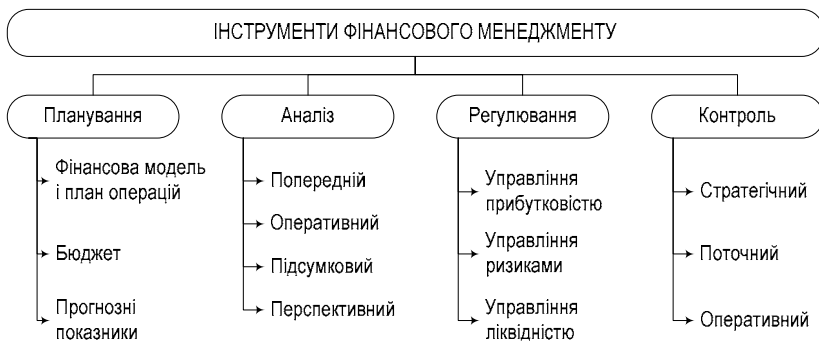 ІНСТРУМЕНТИ ФІНАНСОВОГО МЕНЕДЖМЕНТУ
Планування
Фінансова модель
і план операцій
Бюджет
Прогнозні
показники
Аналіз
Попередній
Оперативний
Підсумковий
Перспективний
Регулювання
Управління
прибутковістю
Управління
ризиками
Управління
ліквідністю
Контроль
Стратегічний
Поточний
Оперативний